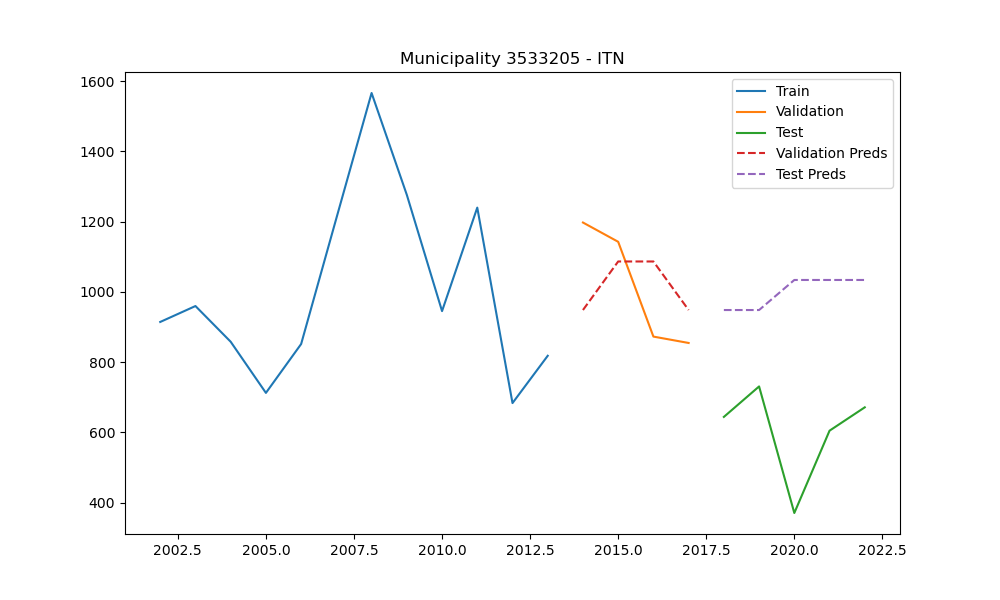 Municipality 3533205 - ITN
1600
1400
1200
1000
800
600
400
2002.5 2005.0 2007.5 2010.0 2012.5 2015.0 2017.5 2020.0 2022.5
Train
Validation
Test
Validation Preds
Test Preds